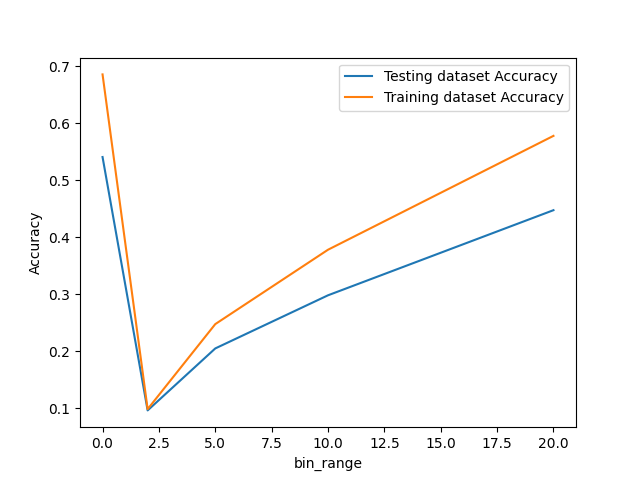 Testing dataset Accuracy
Training dataset Accuracy
0.7
0.6
0.5
0.4
0.3
0.2
0.1
Accuracy
0.0 2.5 5.0 7.5 10.0 12.5 15.0 17.5 20.0
bin_range